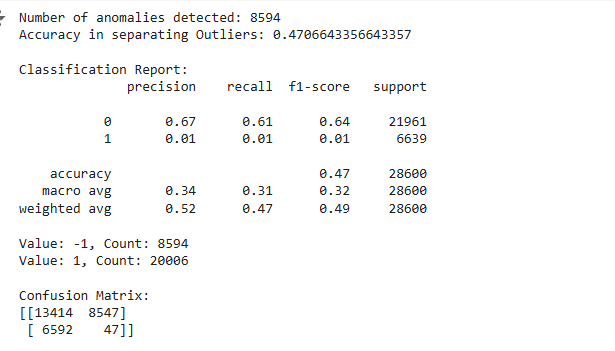 Number of anomalies detected: 8594
Accuracy in separating Outliers: 0.4706643356643357
Classification Report:
precision recall f1-score support
0 0.67 0.61 0.64 21961
1 0.01 0.01 0.01 6639
accuracy 0.47 28600
macro avg 0.34 0.31 0.32 28600
weighted avg 0.52 0.47 0.49 28600
Value: -1, Count: 8594
Value: 1, Count: 20006
Confusion Matrix:
[[13414 8547]
[ 6592 47]]